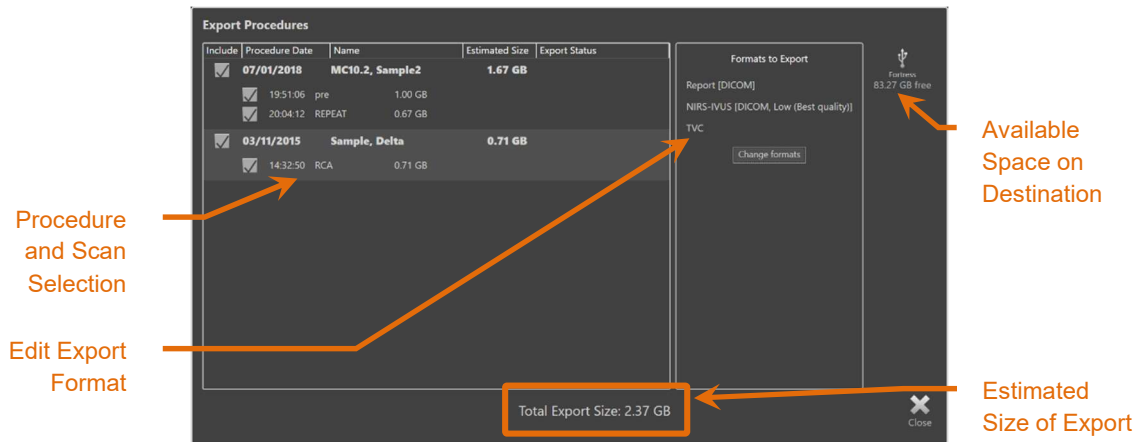 Export Procedures
Include Procedure Date Name Estimated Size Export Status
07/01/2018 MC10.2, Sample2 1.67 GB
19:51:06 pre 1.00 GB
20:04:12 REPEAT 0.67 GB
03/11/2015 Sample, Delta 0.71 GB
14:32:50 RCA 0.71 GB
Formats to Export
Report [DICOM]
NIRS-IVUS [DICOM, Low (Best quality)]
TVC
Change formats
Fortress
83.27 GB free
Total Export Size: 2.37 GB
Close
Procedure
and Scan
Selection
Edit Export
Format
Available
Space on
Destination
Estimated
Size of Export